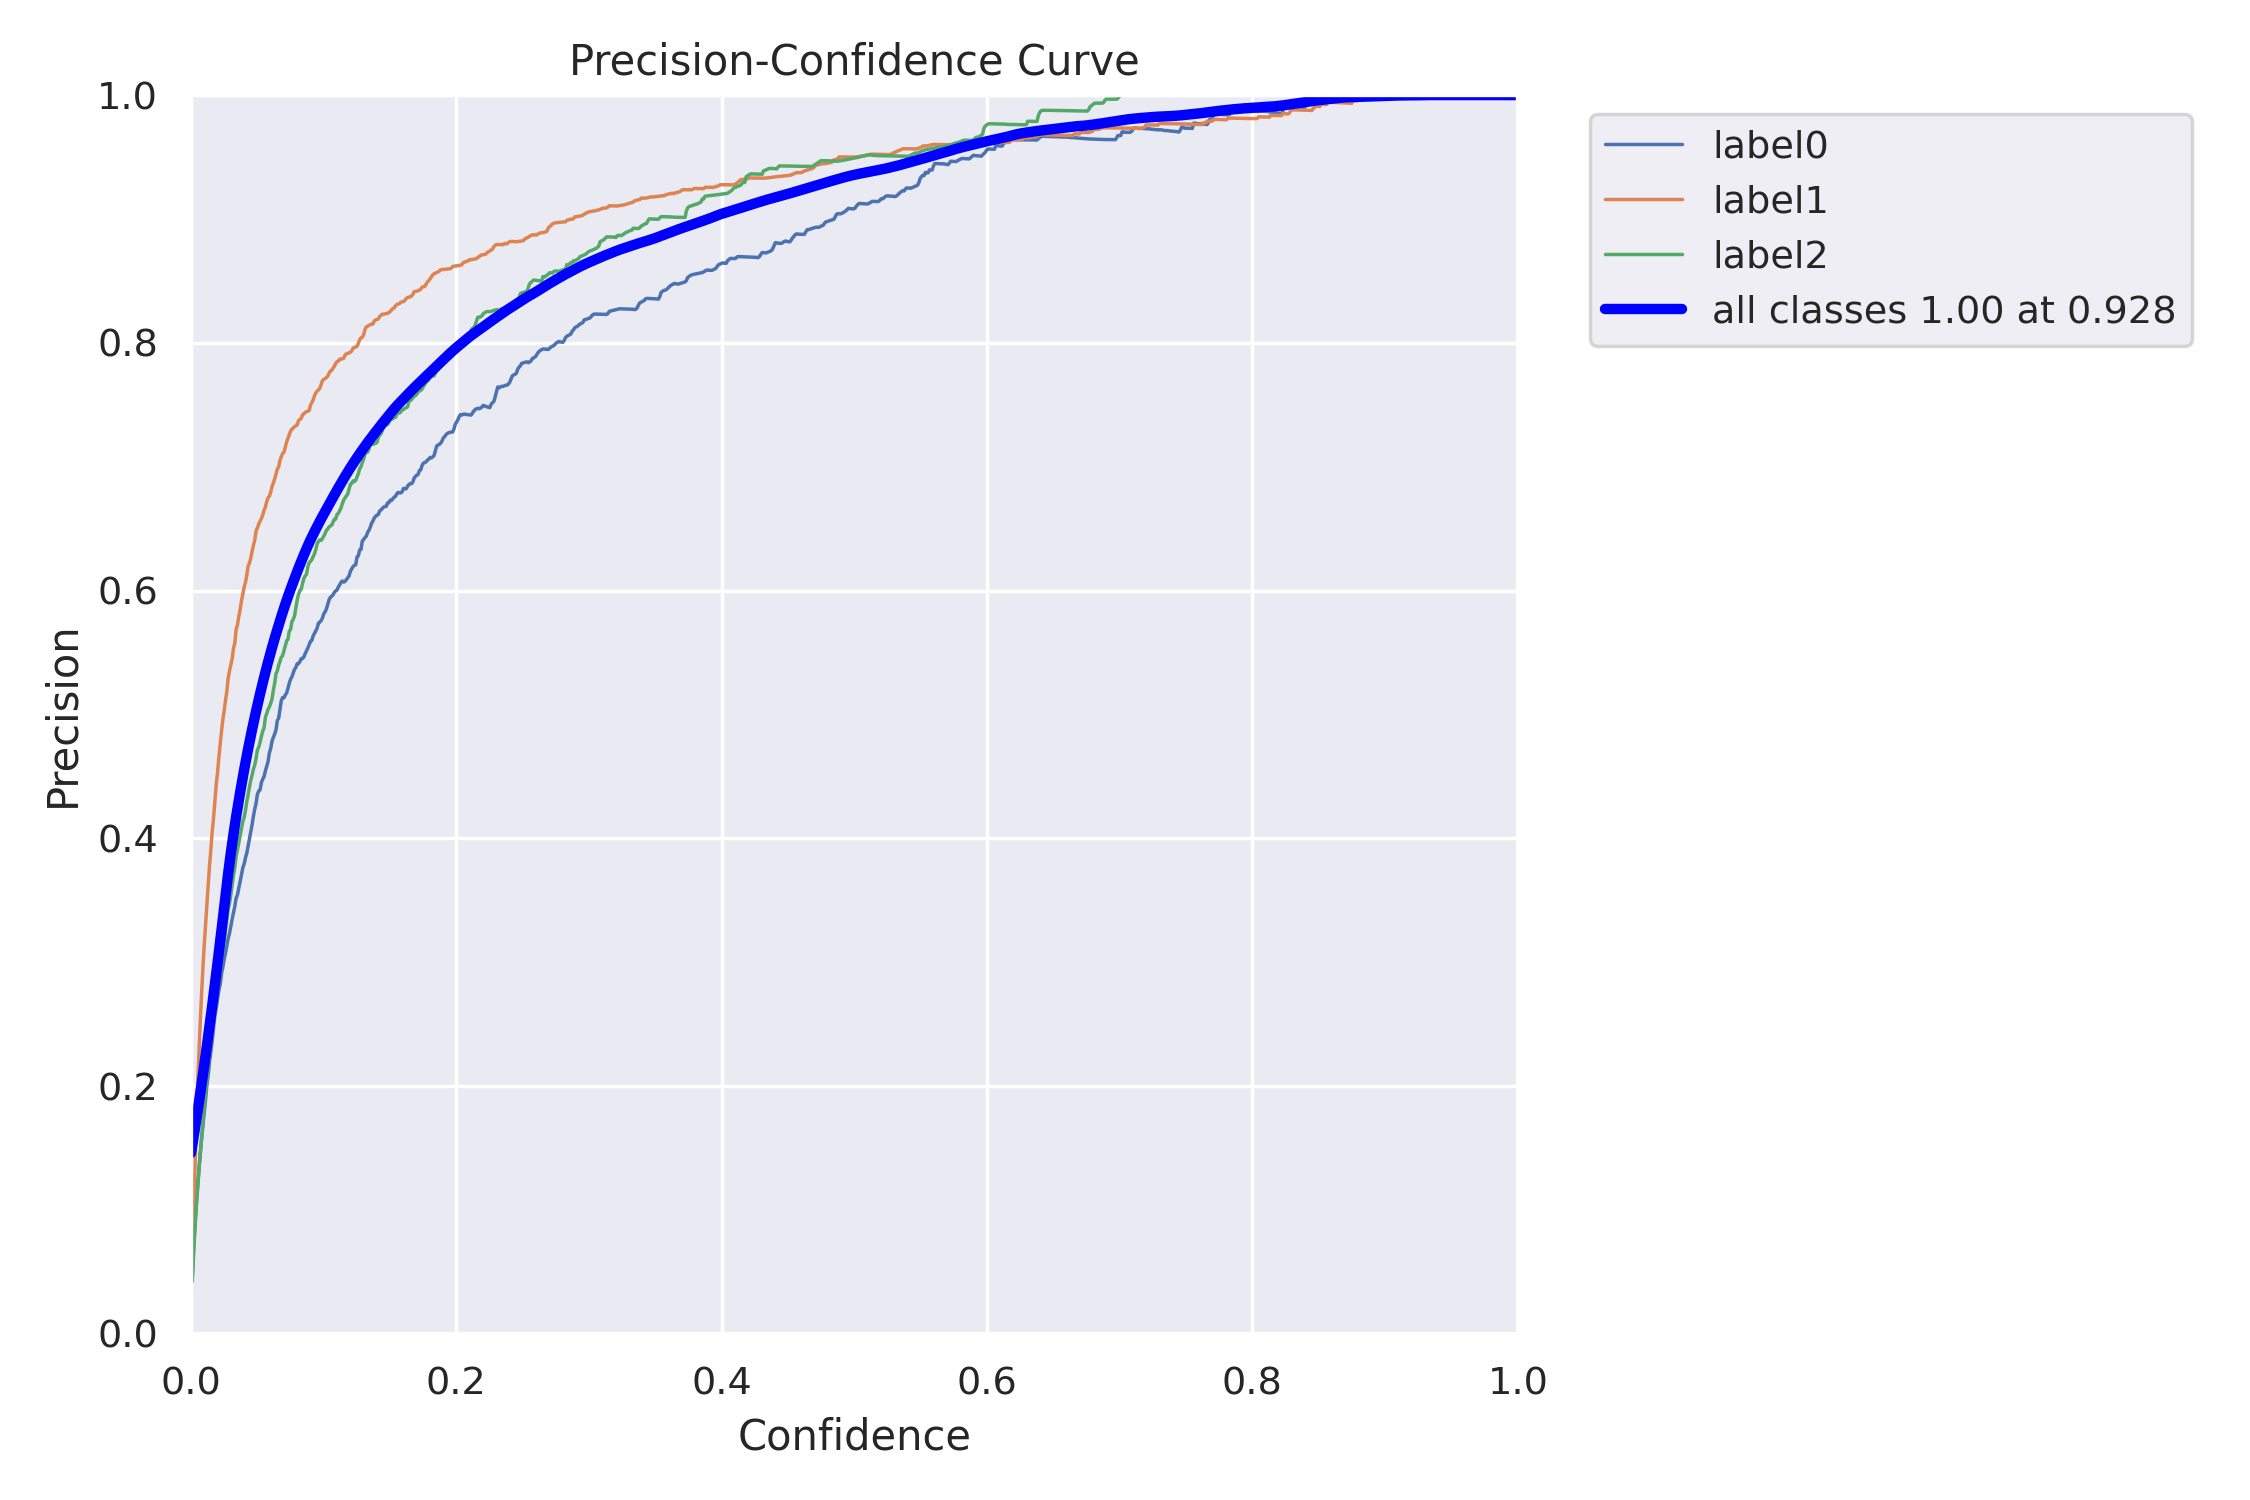 Precision-Confidence Curve
1.0
0.8
0.6
0.4
0.2
0.0
Precision
0.0 0.2 0.4 0.6 0.8 1.0
Confidence
label0
label1
label2
all classes 1.00 at 0.928